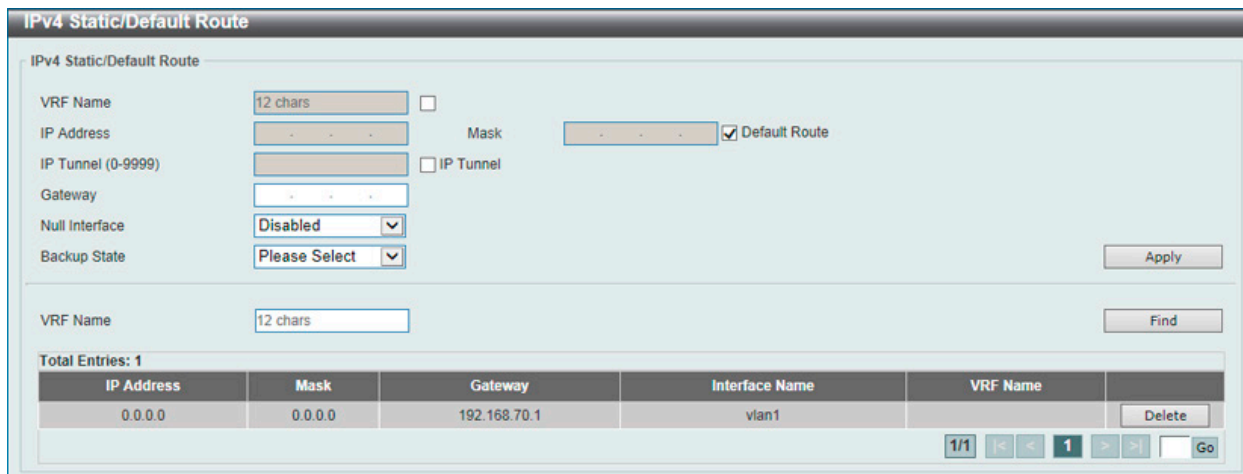 IPv4 Static/Default Route
IPv4 Static/Default Route
VRF Name 12 chars
IP Address . . . Mask . . . Default Route
IP Tunnel (0-9999) IP Tunnel
Gateway . . .
Null Interface Disabled
Backup State Please Select Apply
VRF Name 12 chars Find
Total Entries: 1
IP Address Mask Gateway Interface Name VRF Name
0.0.0.0 0.0.0.0 192.168.70.1 vlan1 Delete
1/1 |< < 1 > >| Go